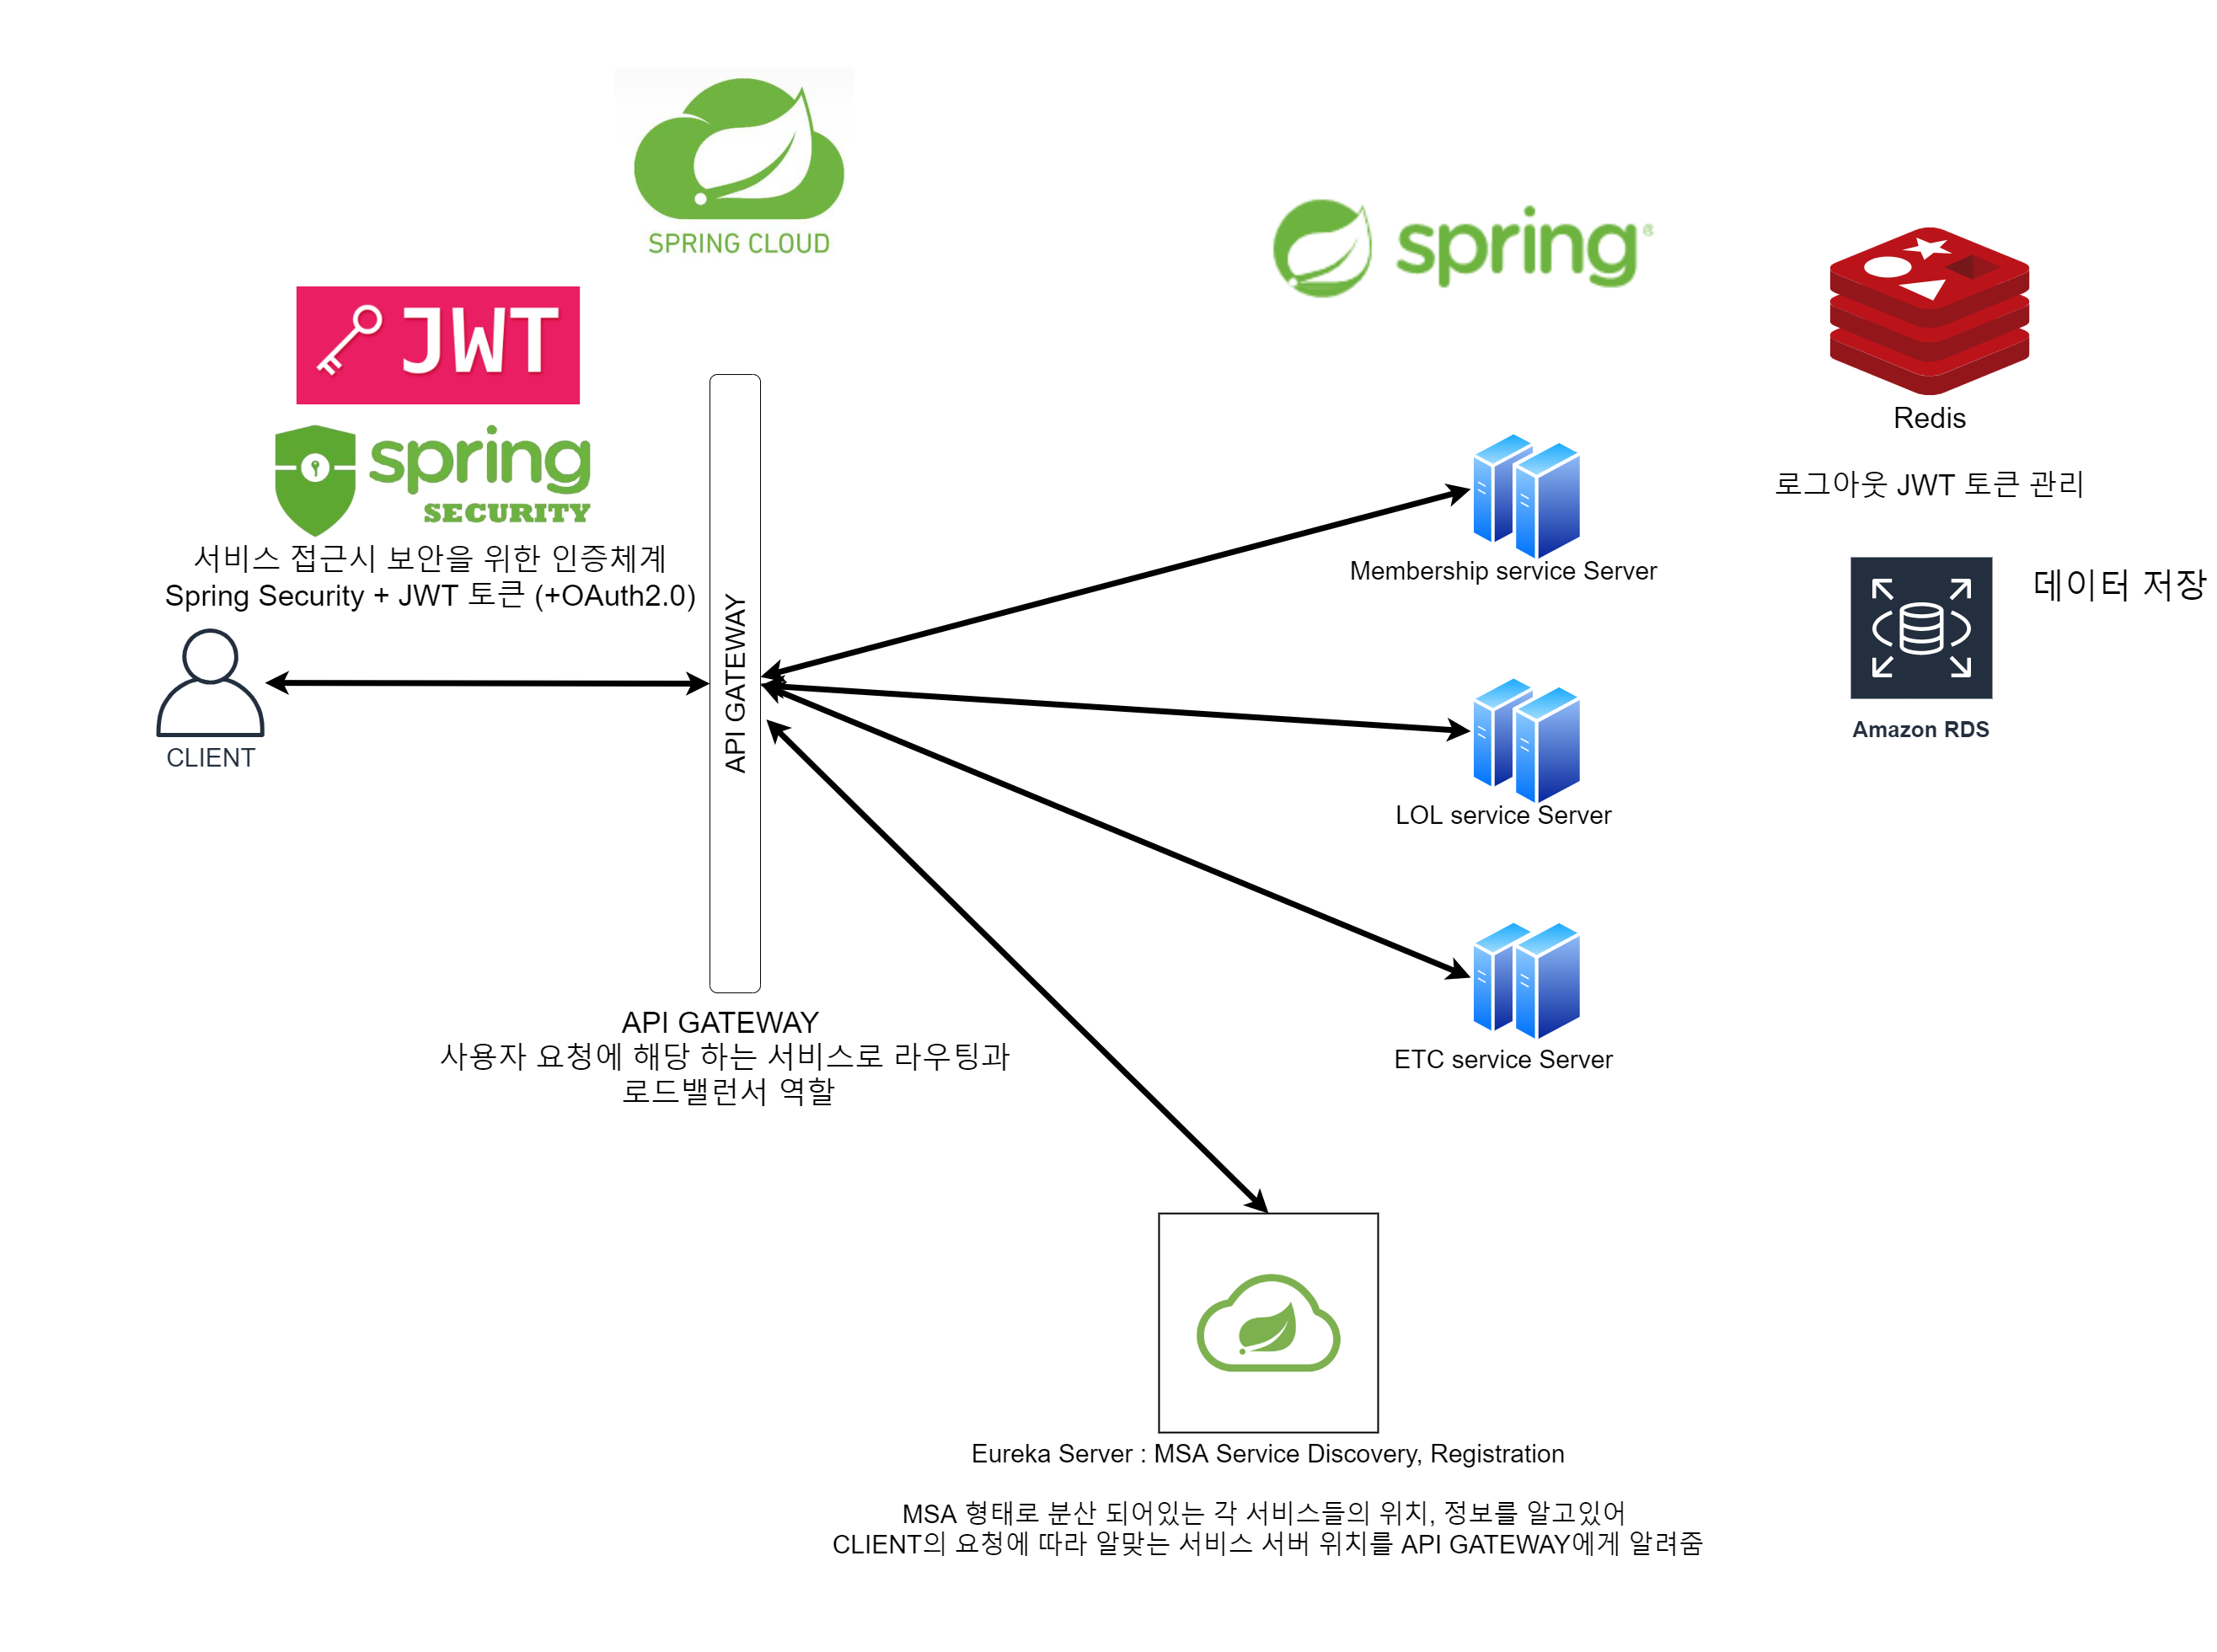 SPRING CLOUD
spring®
JWT
spring
SECURITY
서비스 접근시 보안을 위한 인증체계
Spring Security + JWT 토큰 (+OAuth2.0)
CLIENT
API GATEWAY
API GATEWAY
사용자 요청에 해당 하는 서비스로 라우팅과
로드밸런서 역할
Membership service Server
LOL service Server
ETC service Server
Redis
로그아웃 JWT 토큰 관리
데이터 저장
Amazon RDS
Eureka Server : MSA Service Discovery, Registration
MSA 형태로 분산 되어있는 각 서비스들의 위치, 정보를 알고있어
CLIENT의 요청에 따라 알맞는 서비스 서버 위치를 API GATEWAY에게 알려줌